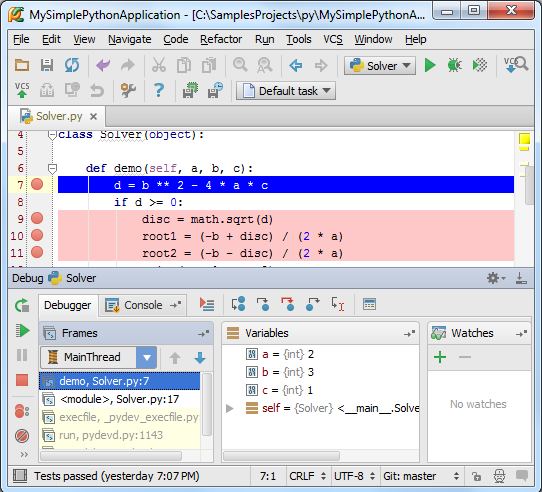 MySimplePythonApplication - [C:\SamplesProjects\py\MySimplePythonA...
File Edit View Navigate Code Refactor Run Tools VCS Window Help
Solver
VCS
VCS
Default task
Solver.py
4 class Solver(object):
5
6 def demo(self, a, b, c):
7 d = b ** 2 - 4 * a * c
8 if d >= 0:
9 disc = math.sqrt(d)
10 root1 = (-b + disc) / (2 * a)
11 root2 = (-b - disc) / (2 * a)
Debug Solver
Debugger Console
Frames
Variables
Watches
MainThread
demo, Solver.py:7
<module>, Solver.py:17
execfile, _pydev_execfile.py
run, pydevd.py:1143
a = {int} 2
b = {int} 3
c = {int} 1
self = {Solver} <__main__.Solve
No watches
Tests passed (yesterday 7:07 PM) 7:1 CRLF UTF-8 Git: master